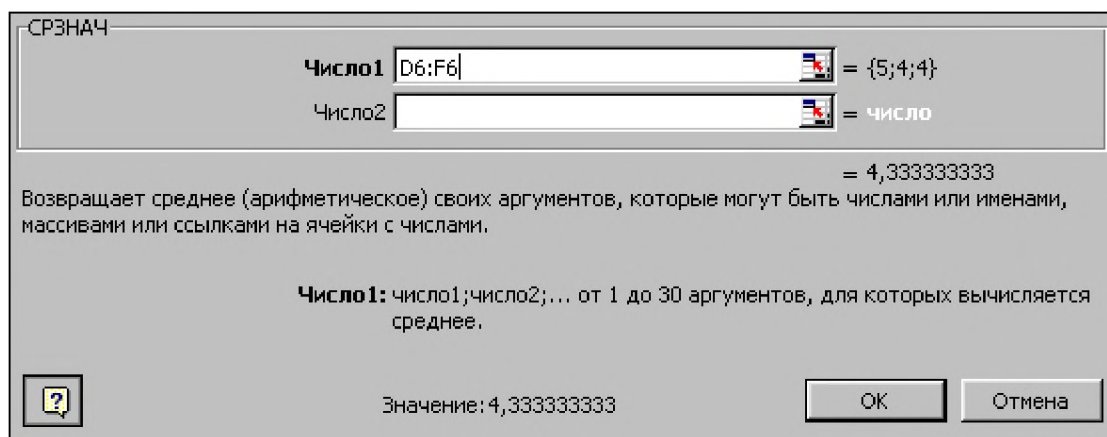 СРЗНАЧ
Число1 D6:F6 = {5;4;4}
Число2 = число
= 4,333333333
Возвращает среднее (арифметическое) своих аргументов, которые могут быть числами или именами,
массивами или ссылками на ячейки с числами.
Число1: число1;число2;... от 1 до 30 аргументов, для которых вычисляется
среднее.
? Значение:4,333333333 OK Отмена